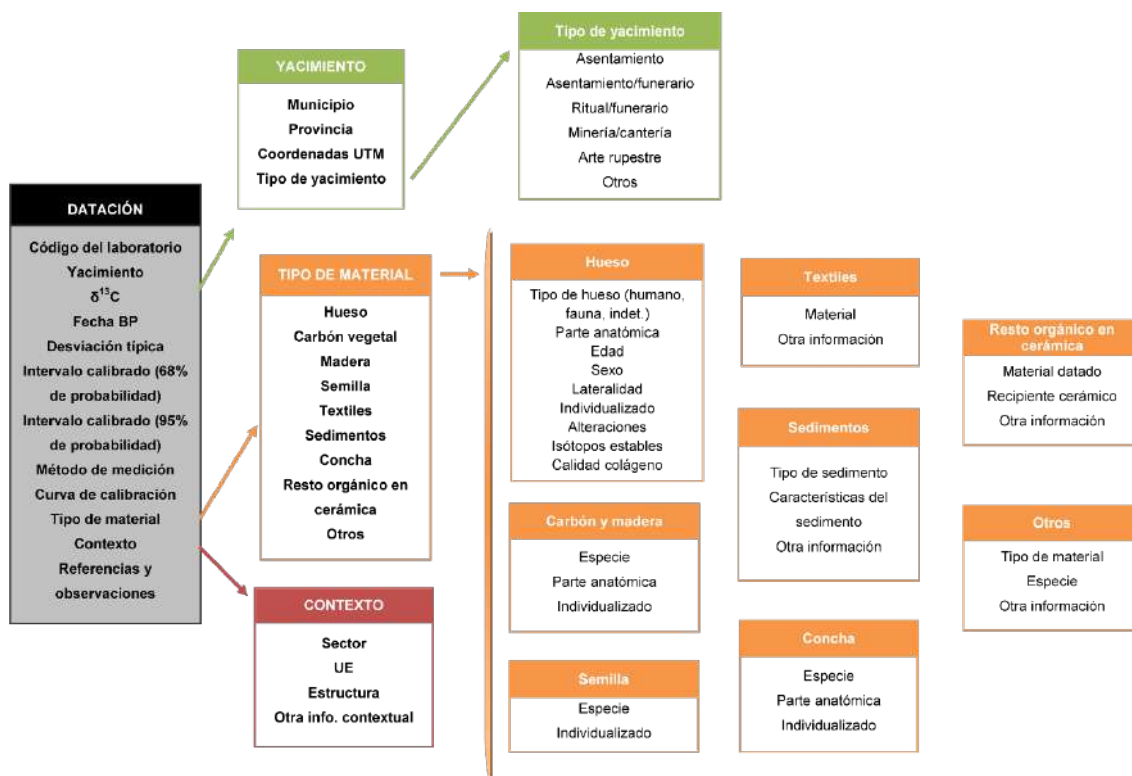 DATACIÓN
Código del laboratorio
Yacimiento
δ¹³C
Fecha BP
Desviación típica
Intervalo calibrado (68%
de probabilidad)
Intervalo calibrado (95%
de probabilidad)
Método de medición
Curva de calibración
Tipo de material
Contexto
Referencias y
observaciones
YACIMIENTO
Municipio
Provincia
Coordenadas UTM
Tipo de yacimiento
Tipo de yacimiento
Asentamiento
Asentamiento/funerario
Ritual/funerario
Minería/cantería
Arte rupestre
Otros
TIPO DE MATERIAL
Hueso
Carbón vegetal
Madera
Semilla
Textiles
Sedimentos
Concha
Resto orgánico en
cerámica
Otros
CONTEXTO
Sector
UE
Estructura
Otra info. contextual
Hueso
Tipo de hueso (humano,
fauna, indet.)
Parte anatómica
Edad
Sexo
Lateralidad
Individualizado
Alteraciones
Isótopos estables
Calidad colágeno
Carbón y madera
Especie
Parte anatómica
Individualizado
Semilla
Especie
Individualizado
Textiles
Material
Otra información
Sedimentos
Tipo de sedimento
Características del
sedimento
Otra información
Concha
Especie
Parte anatómica
Individualizado
Resto orgánico en
cerámica
Material datado
Recipiente cerámico
Otra información
Otros
Tipo de material
Especie
Otra información